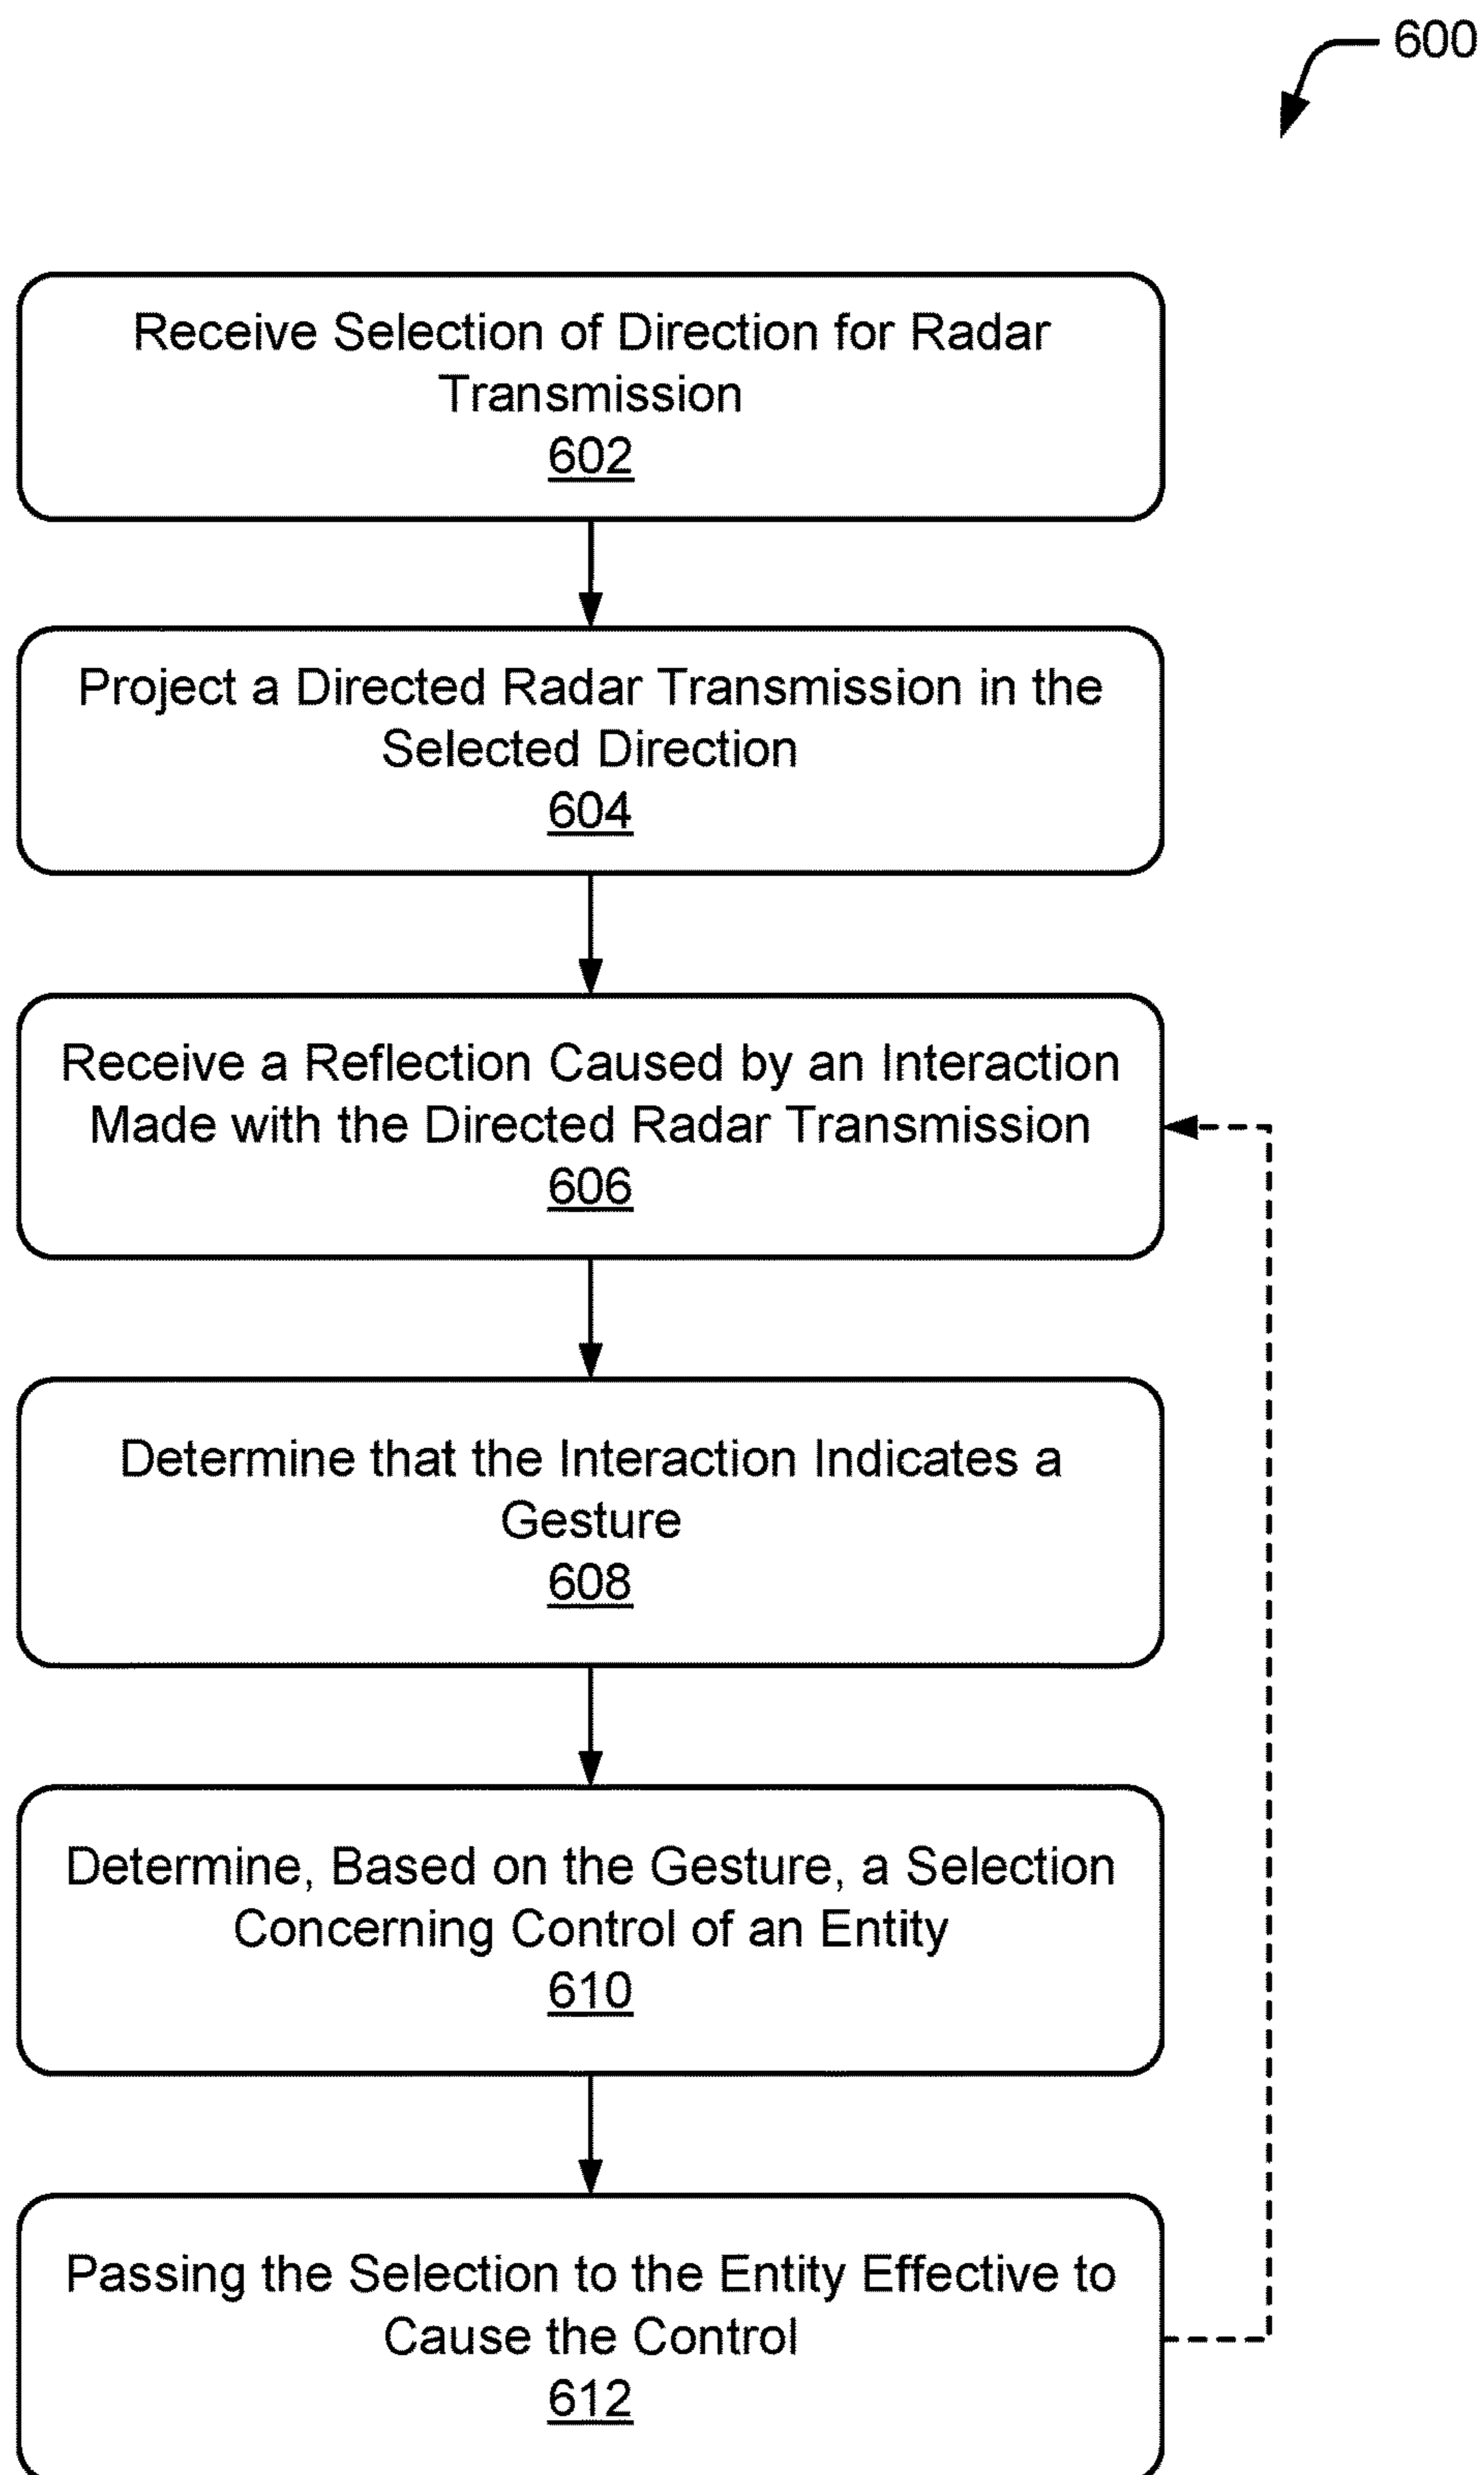 600
Receive Selection of Direction for Radar
Transmission
602
Project a Directed Radar Transmission in the
Selected Direction
604
Receive a Reflection Caused by an Interaction
Made with the Directed Radar Transmission
606
Determine that the Interaction Indicates a
Gesture
608
Determine, Based on the Gesture, a Selection
Concerning Control of an Entity
610
Passing the Selection to the Entity Effective to
Cause the Control
612